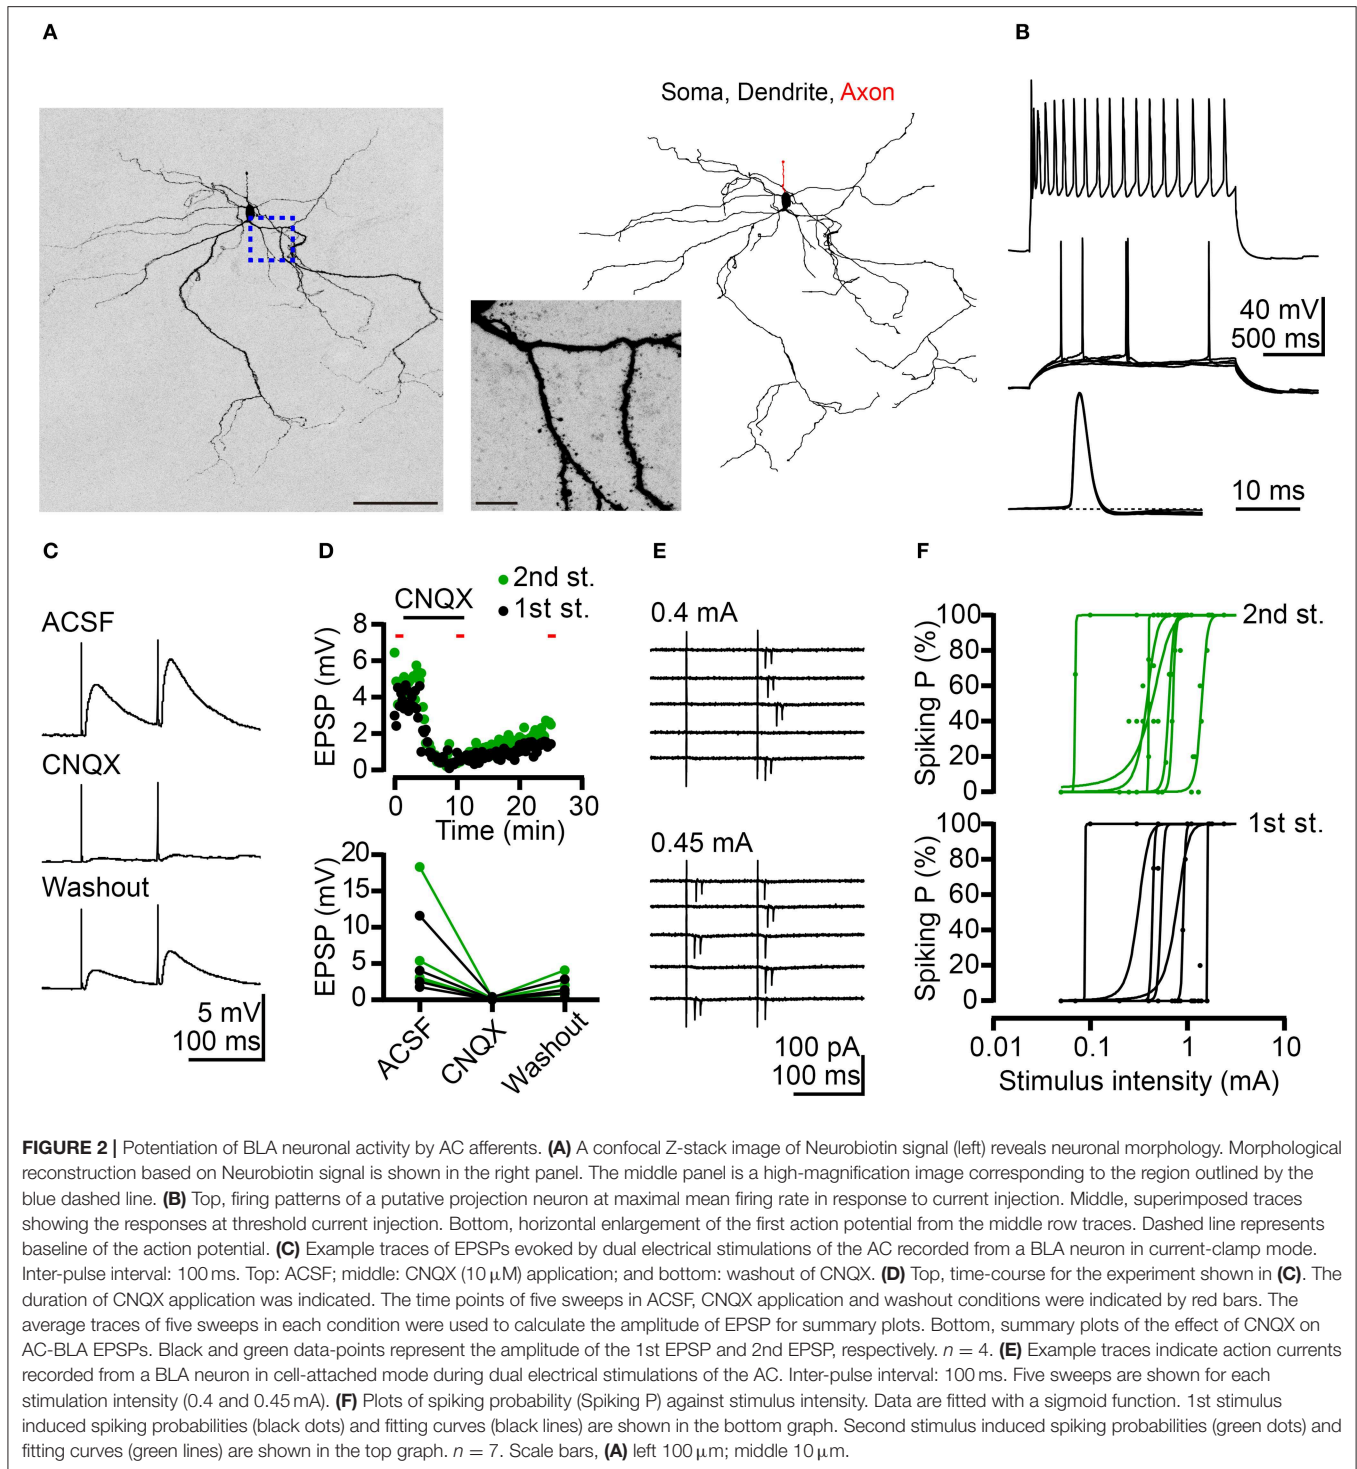 A
B
Soma, Dendrite, Axon
40 mV
500 ms
10 ms
C
D
E
F
ACSF
CNQX
Washout
5 mV
100 ms
2nd st.
1st st.
CNQX
8
6
4
2
0
EPSP (mV)
0
10
20
30
Time (min)
20
15
10
5
0
EPSP (mV)
ACSF
CNQX
Washout
0.4 mA
0.45 mA
100 pA
100 ms
2nd st.
100
80
60
40
20
0
Spiking P (%)
1st st.
100
80
60
40
20
0
Spiking P (%)
0.01
0.1
1
10
Stimulus intensity (mA)
FIGURE 2 | Potentiation of BLA neuronal activity by AC afferents. (A) A confocal Z-stack image of Neurobiotin signal (left) reveals neuronal morphology. Morphological
reconstruction based on Neurobiotin signal is shown in the right panel. The middle panel is a high-magnification image corresponding to the region outlined by the
blue dashed line. (B) Top, firing patterns of a putative projection neuron at maximal mean firing rate in response to current injection. Middle, superimposed traces
showing the responses at threshold current injection. Bottom, horizontal enlargement of the first action potential from the middle row traces. Dashed line represents
baseline of the action potential. (C) Example traces of EPSPs evoked by dual electrical stimulations of the AC recorded from a BLA neuron in current-clamp mode.
Inter-pulse interval: 100 ms. Top: ACSF; middle: CNQX (10 μM) application; and bottom: washout of CNQX. (D) Top, time-course for the experiment shown in (C). The
duration of CNQX application was indicated. The time points of five sweeps in ACSF, CNQX application and washout conditions were indicated by red bars. The
average traces of five sweeps in each condition were used to calculate the amplitude of EPSP for summary plots. Bottom, summary plots of the effect of CNQX on
AC-BLA EPSPs. Black and green data-points represent the amplitude of the 1st EPSP and 2nd EPSP, respectively. n = 4. (E) Example traces indicate action currents
recorded from a BLA neuron in cell-attached mode during dual electrical stimulations of the AC. Inter-pulse interval: 100 ms. Five sweeps are shown for each
stimulation intensity (0.4 and 0.45 mA). (F) Plots of spiking probability (Spiking P) against stimulus intensity. Data are fitted with a sigmoid function. 1st stimulus
induced spiking probabilities (black dots) and fitting curves (black lines) are shown in the bottom graph. Second stimulus induced spiking probabilities (green dots) and
fitting curves (green lines) are shown in the top graph. n = 7. Scale bars, (A) left 100 μm; middle 10 μm.